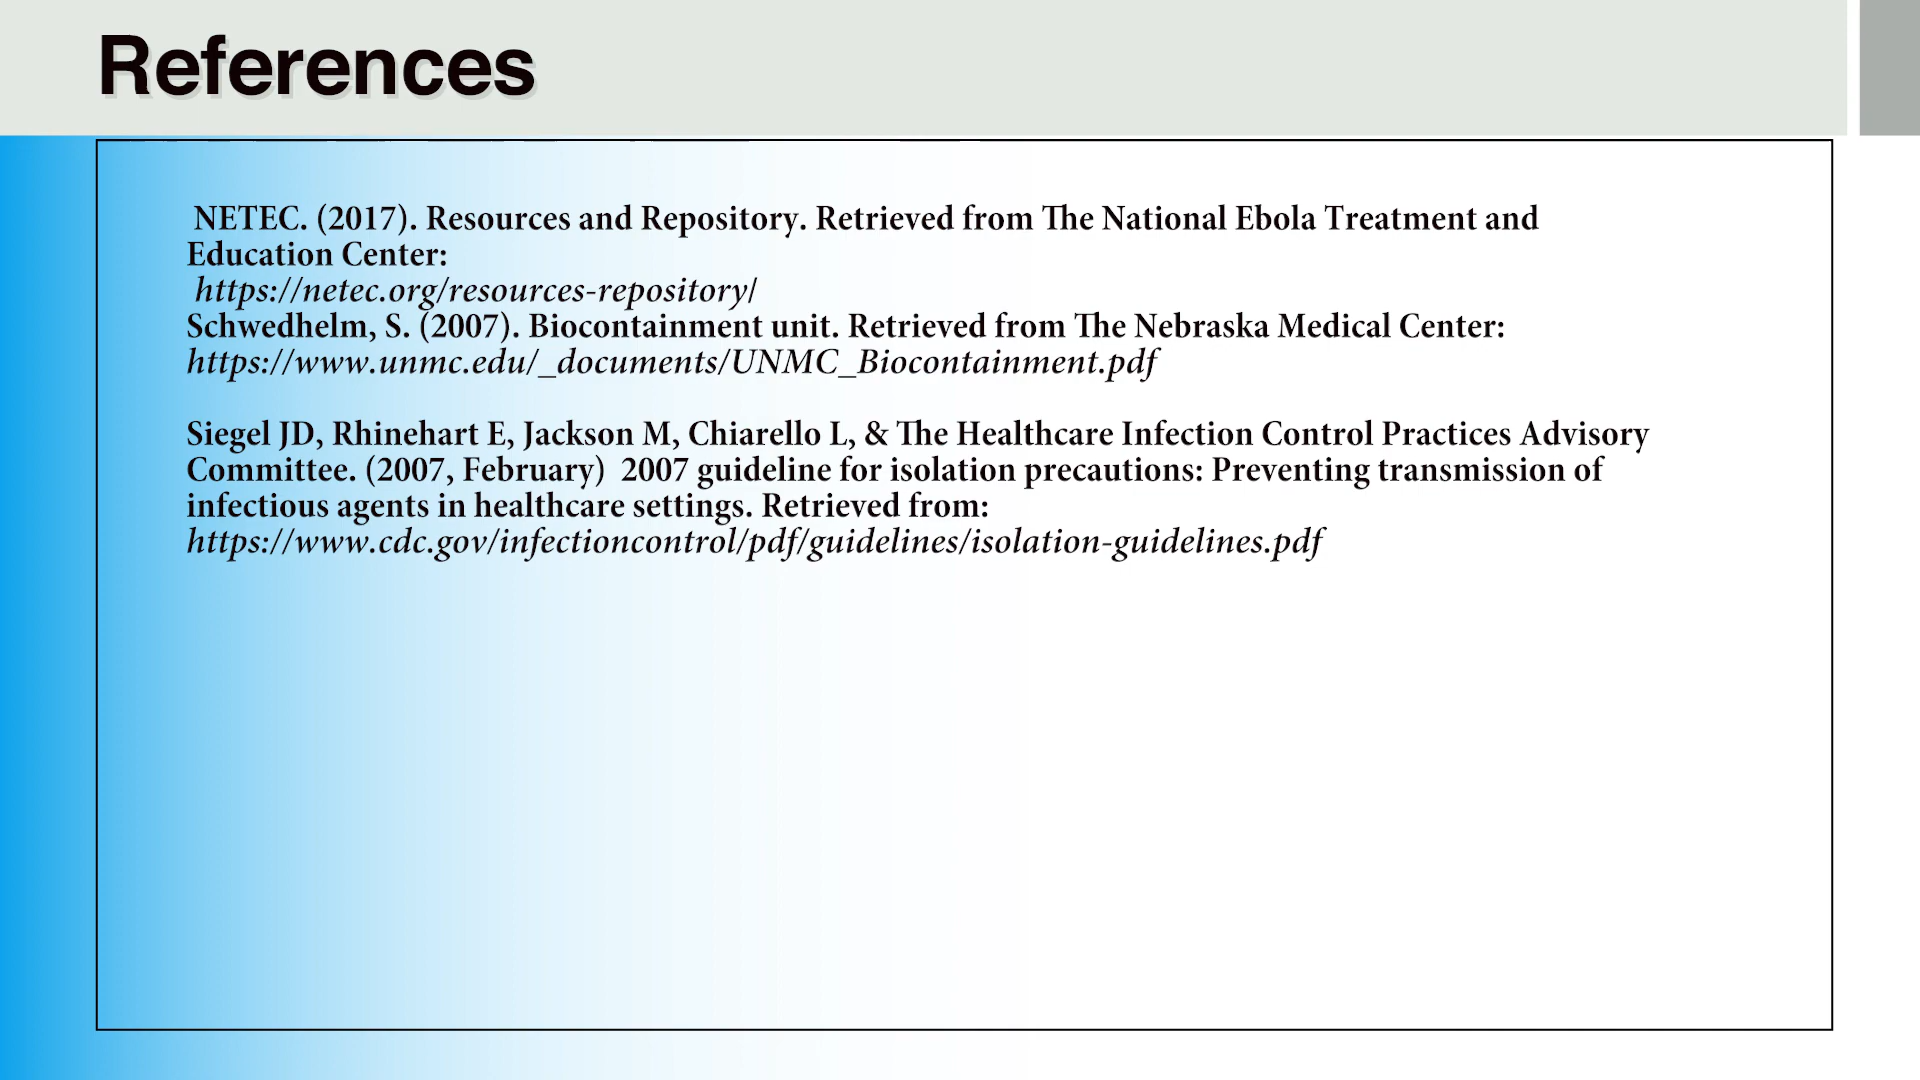 References
NETEC. (2017). Resources and Repository. Retrieved from The National Ebola Treatment and
Education Center:
https://netec.org/resources-repository/
Schwedhelm, S. (2007). Biocontainment unit. Retrieved from The Nebraska Medical Center:
https://www.unmc.edu/_documents/UNMC_Biocontainment.pdf
Siegel JD, Rhinehart E, Jackson M, Chiarello L, & The Healthcare Infection Control Practices Advisory
Committee. (2007, February)  2007 guideline for isolation precautions: Preventing transmission of
infectious agents in healthcare settings. Retrieved from:
https://www.cdc.gov/infectioncontrol/pdf/guidelines/isolation-guidelines.pdf